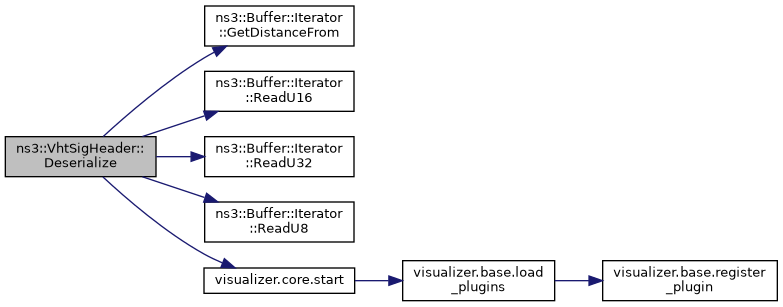 ns3::VhtSigHeader::
Deserialize
ns3::Buffer::Iterator
::GetDistanceFrom
ns3::Buffer::Iterator
::ReadU16
ns3::Buffer::Iterator
::ReadU32
ns3::Buffer::Iterator
::ReadU8
visualizer.core.start
visualizer.base.load
_plugins
visualizer.base.register
_plugin